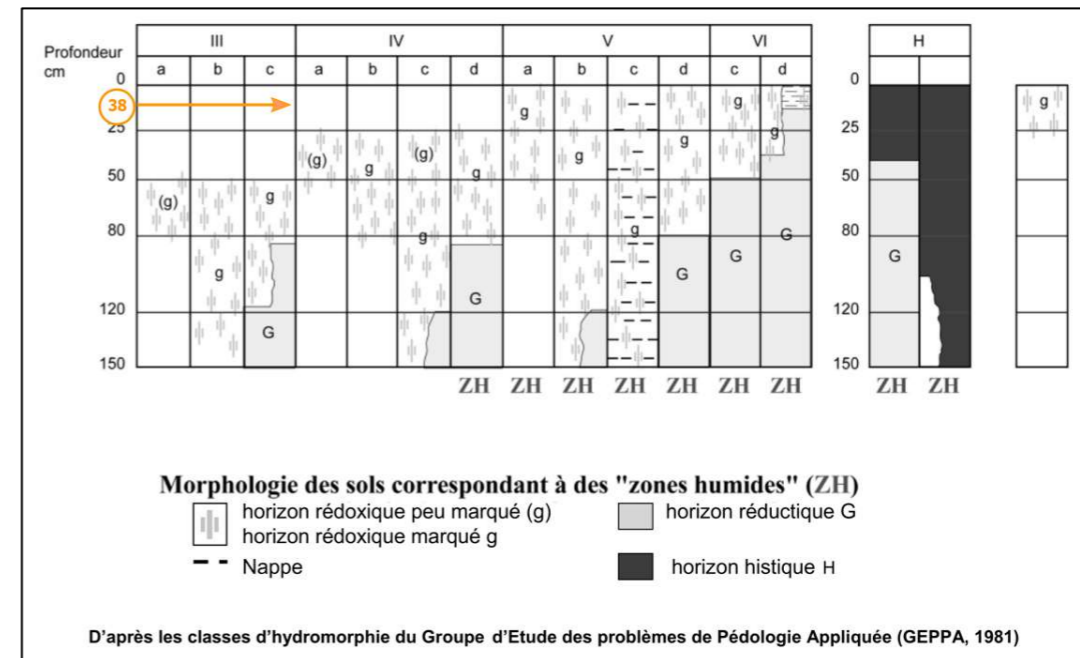 III IV V VI H
Profondeur
cm
a b c a b c d a b c d c d
0 0
38
25 25
50 50
80 80
120 120
150 150
g g g g
(g) g (g) g g g
(g) g g g
g g G G G G
G G
G
ZH ZH ZH ZH ZH ZH ZH ZH ZH
Morphologie des sols correspondant à des "zones humides" (ZH)
horizon rédoxique peu marqué (g) horizon réductique G
horizon rédoxique marqué g
Nappe horizon histique H
D'après les classes d'hydromorphie du Groupe d'Etude des problèmes de Pédologie Appliquée (GEPPA, 1981)